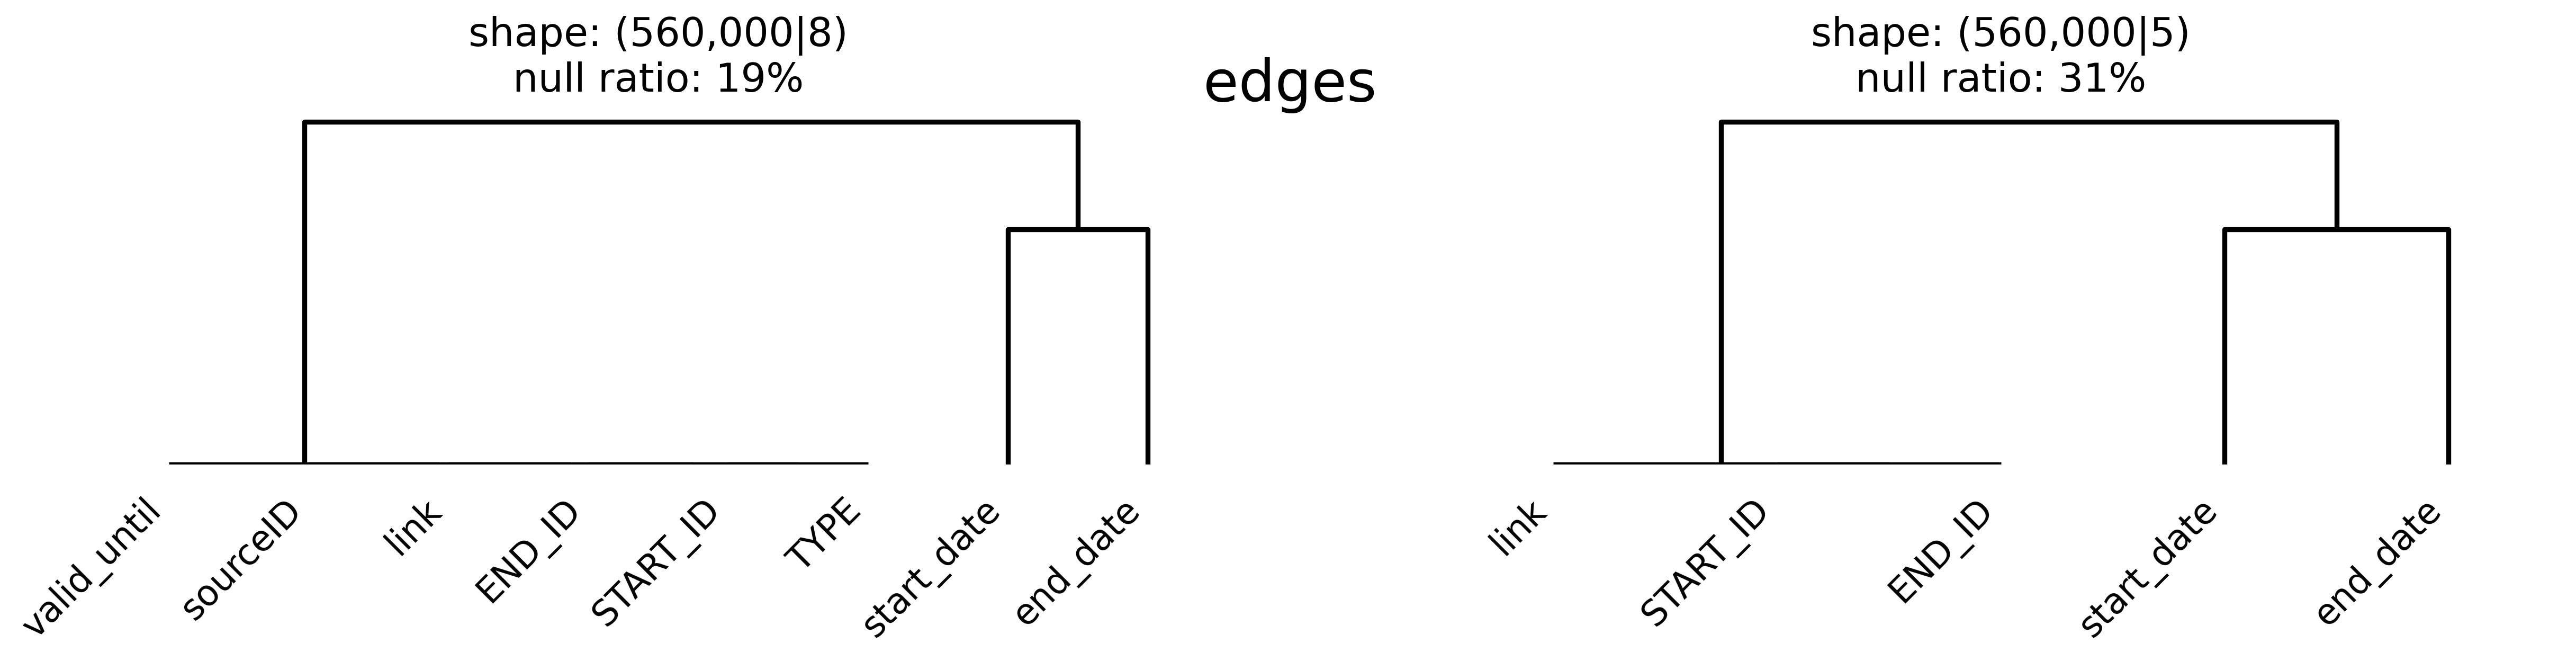 shape: (560,000|8)
null ratio: 19%
edges
shape: (560,000|5)
null ratio: 31%
valid_until
sourceID
link
END_ID
START_ID
TYPE
start_date
end_date
link
START_ID
END_ID
start_date
end_date